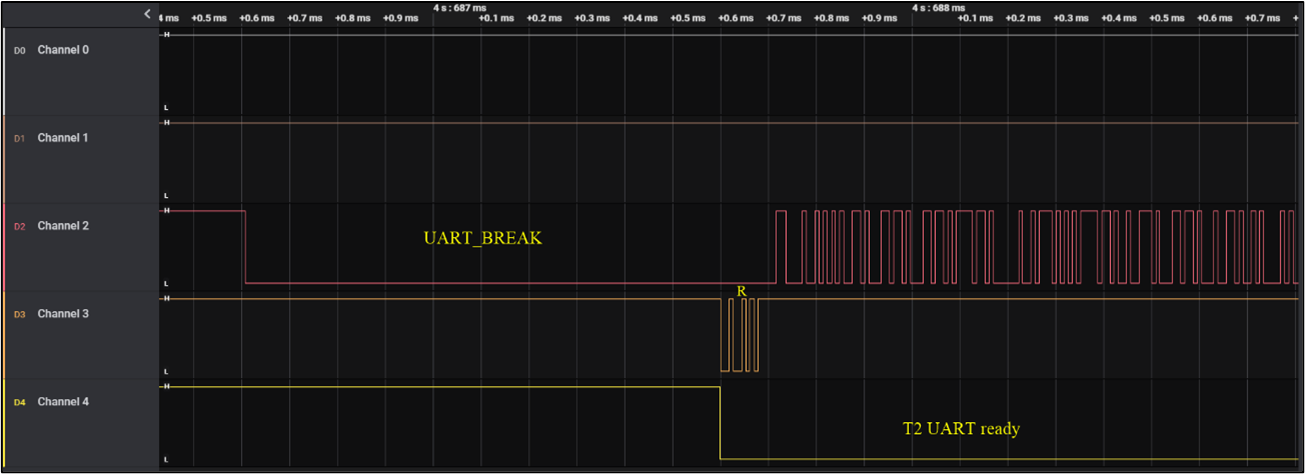 4 s : 687 ms 4 s : 688 ms
4 ms +0.5 ms +0.6 ms +0.7 ms +0.8 ms +0.9 ms +0.1 ms +0.2 ms +0.3 ms +0.4 ms +0.5 ms +0.6 ms +0.7 ms +0.8 ms +0.9 ms +0.1 ms +0.2 ms +0.3 ms +0.4 ms +0.5 ms +0.6 ms +0.7 ms +
H
D0 Channel 0
L
H
D1 Channel 1
L
H
D2 Channel 2
UART_BREAK
L
R
H
D3 Channel 3
L
H
D4 Channel 4
T2 UART ready
L